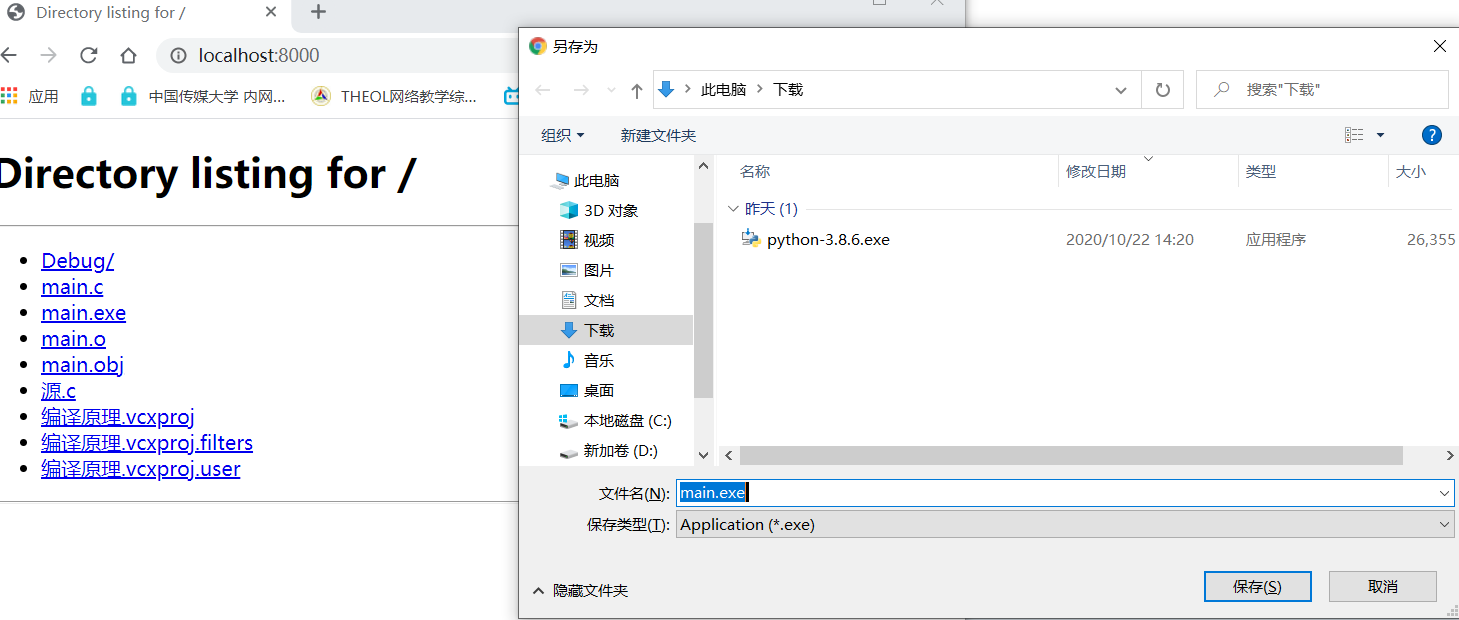 Directory listing for /
localhost:8000
应用
中国传媒大学 内网...
THEOL网络教学综...
Directory listing for /
Debug/
main.c
main.exe
main.o
main.obj
源.c
编译原理.vcxproj
编译原理.vcxproj.filters
编译原理.vcxproj.user
另存为
此电脑 > 下载
搜索"下载"
组织
新建文件夹
此电脑
3D 对象
视频
图片
文档
下载
音乐
桌面
本地磁盘 (C:)
新加卷 (D:)
名称 修改日期 类型 大小
昨天 (1)
python-3.8.6.exe 2020/10/22 14:20 应用程序 26,355
文件名(N): main.exe
保存类型(T): Application (*.exe)
隐藏文件夹
保存(S) 取消